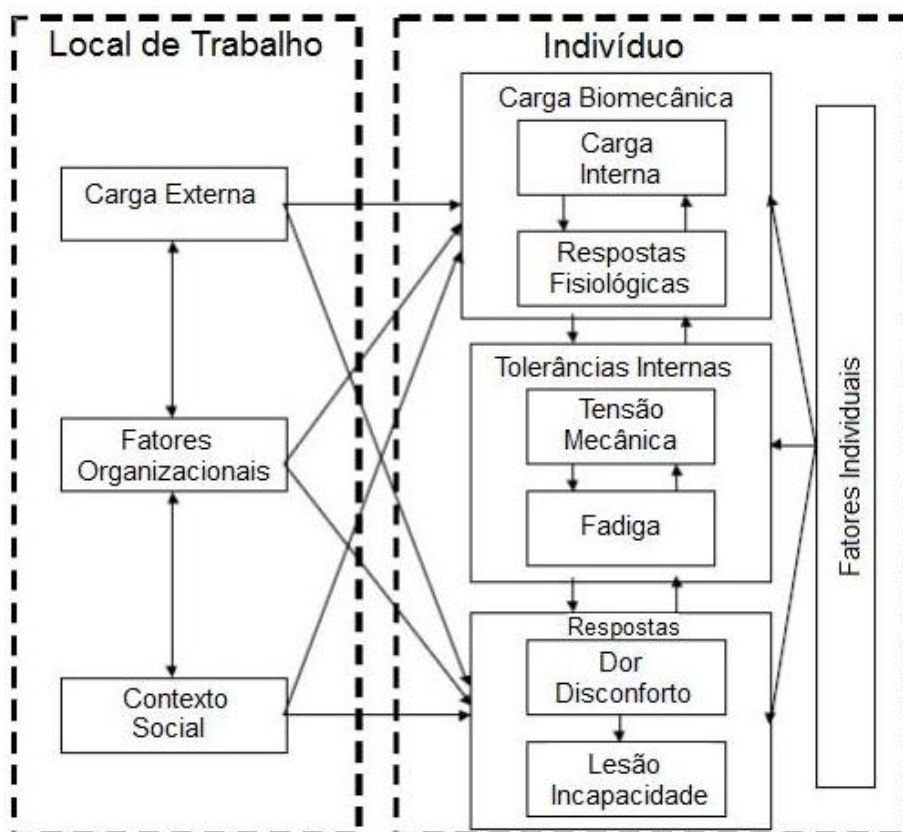 Local de Trabalho
Carga Externa
Fatores
Organizacionais
Contexto
Social
Indivíduo
Carga Biomecânica
Carga
Interna
Respostas
Fisiológicas
Tolerâncias Internas
Tensão
Mecânica
Fadiga
Respostas
Dor
Disconforto
Lesão
Incapacidade
Fatores Individuais